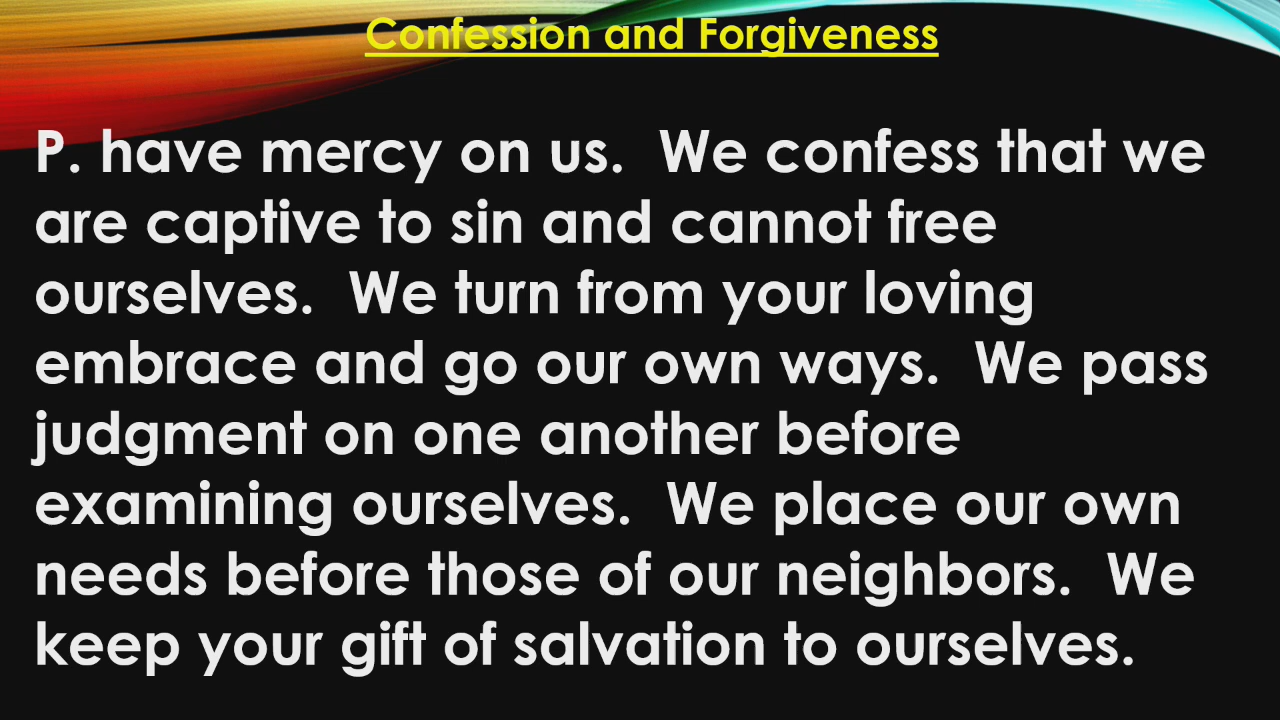 Confession and Forgiveness
P. have mercy on us.  We confess that we
are captive to sin and cannot free
ourselves.  We turn from your loving
embrace and go our own ways.  We pass
judgment on one another before
examining ourselves.  We place our own
needs before those of our neighbors.  We
keep your gift of salvation to ourselves.